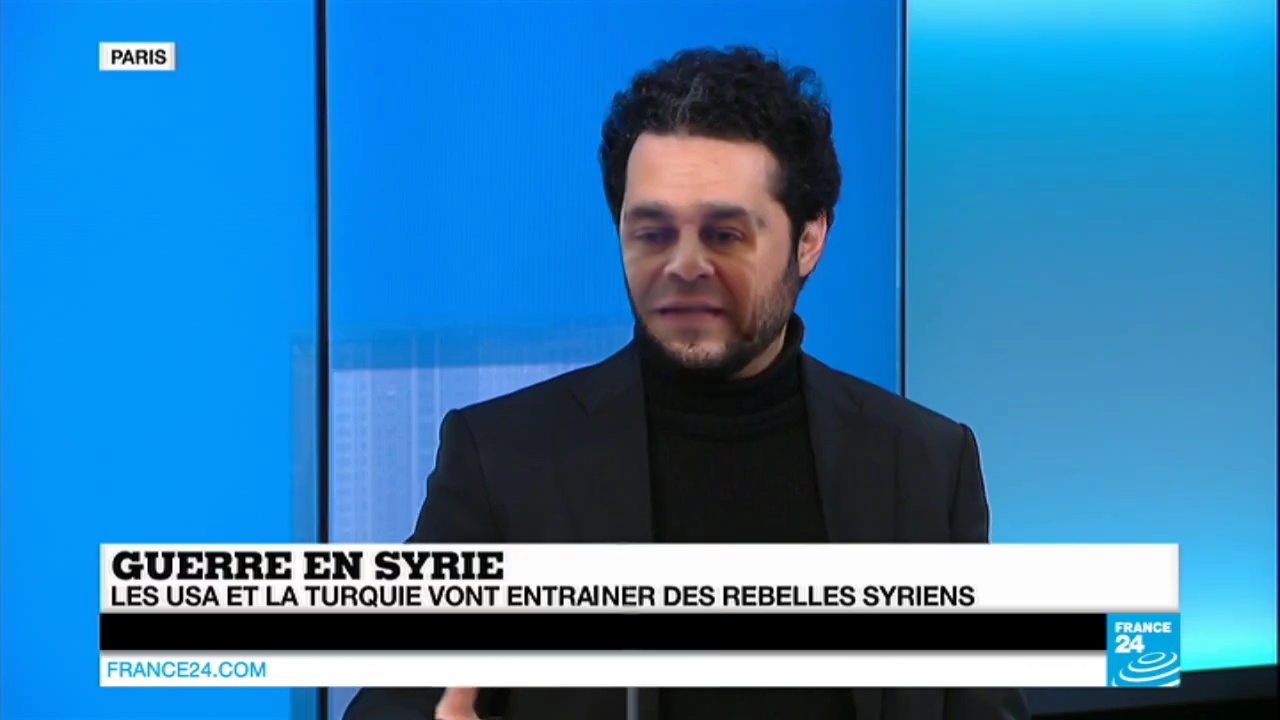 PARIS
GUERRE EN SYRIE
LES USA ET LA TURQUIE VONT ENTRAINER DES REBELLES SYRIENS
FRANCE
24
FRANCE24.COM